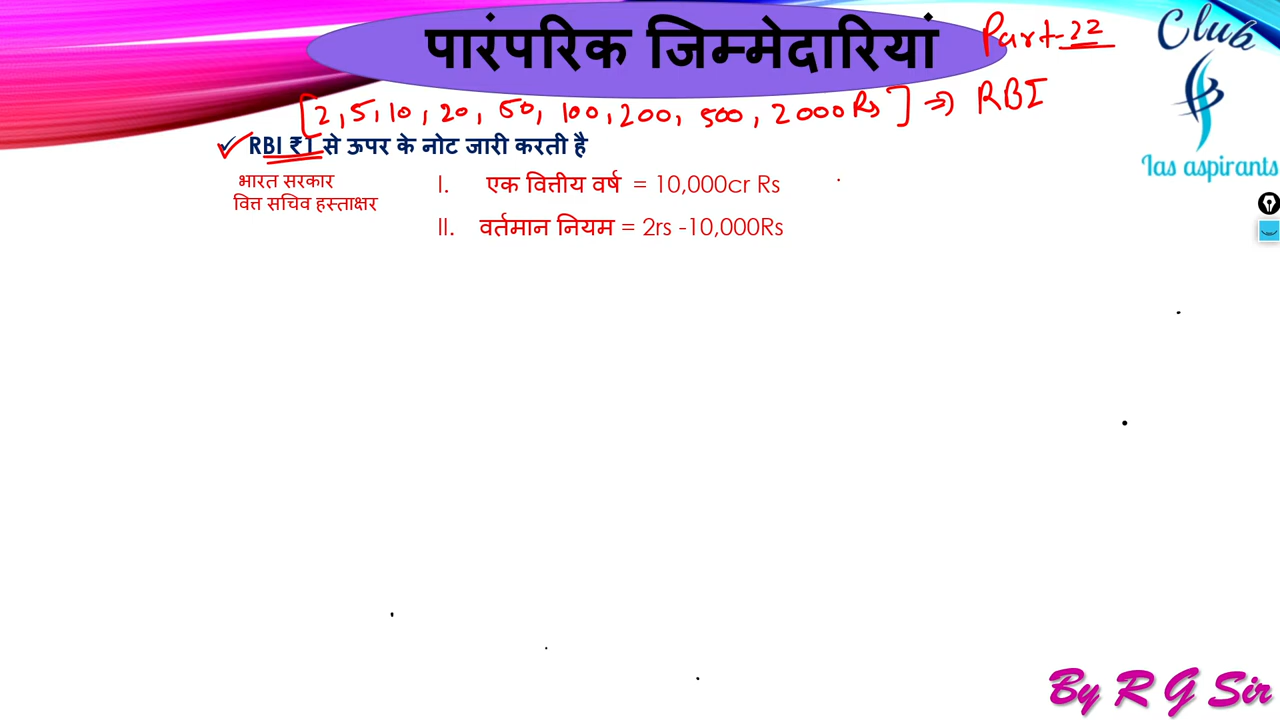 पारंपरिक जिम्मेदारियां
Part-22
Club
Ias aspirants
[2, 5, 10, 20, 50, 100, 200, 500, 2000 Rs] ⇒ RBI
✓ RBI ₹1 से ऊपर के नोट जारी करती है
भारत सरकार
वित्त सचिव हस्ताक्षर
I. एक वित्तीय वर्ष = 10,000cr Rs
II. वर्तमान नियम = 2rs -10,000Rs
By R G Sir